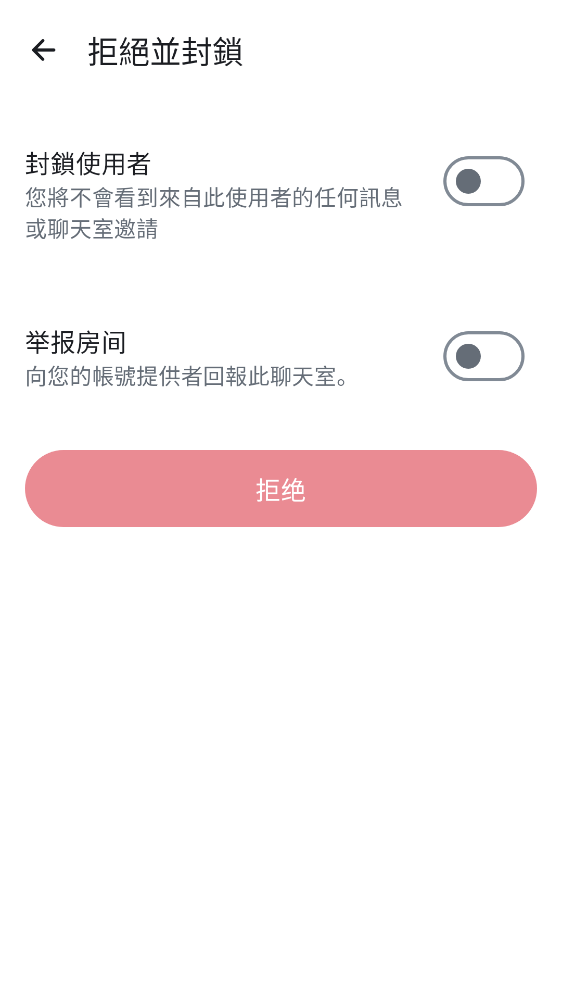 拒絕並封鎖
封鎖使用者
您將不會看到來自此使用者的任何訊息
或聊天室邀請
举报房间
向您的帳號提供者回報此聊天室。
拒绝